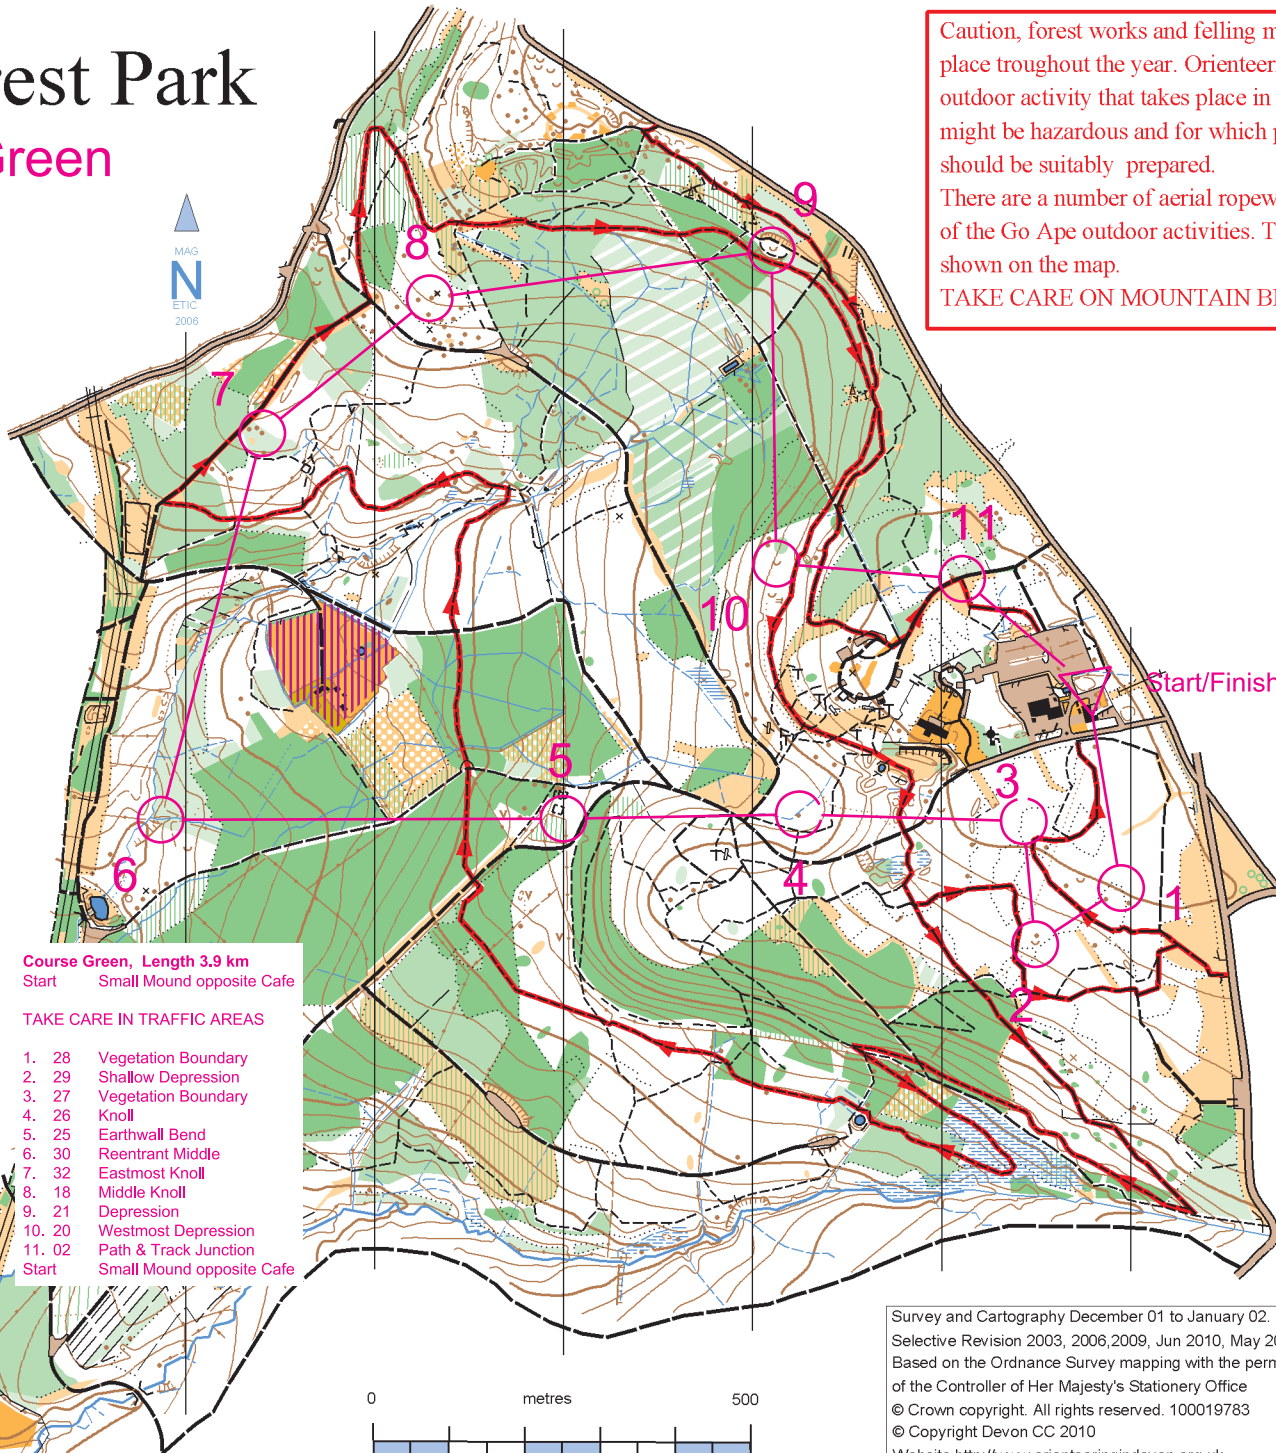 rest Park
Green
MAG
N
ETIC
2006
Caution, forest works and felling m
place troughout the year. Orienteer
outdoor activity that takes place in
might be hazardous and for which p
should be suitably prepared.
There are a number of aerial ropew
of the Go Ape outdoor activities. T
shown on the map.
TAKE CARE ON MOUNTAIN BI
9
8
7
11
10
Start/Finish
5
3
4
6
1
2
Course Green, Length 3.9 km
Start Small Mound opposite Cafe
TAKE CARE IN TRAFFIC AREAS
1. 28 Vegetation Boundary
2. 29 Shallow Depression
3. 27 Vegetation Boundary
4. 26 Knoll
5. 25 Earthwall Bend
6. 30 Reentrant Middle
7. 32 Eastmost Knoll
8. 18 Middle Knoll
9. 21 Depression
10. 20 Westmost Depression
11. 02 Path & Track Junction
Start Small Mound opposite Cafe
0 metres 500
Survey and Cartography December 01 to January 02.
Selective Revision 2003, 2006,2009, Jun 2010, May 20
Based on the Ordnance Survey mapping with the perm
of the Controller of Her Majesty's Stationery Office
© Crown copyright. All rights reserved. 100019783
© Copyright Devon CC 2010